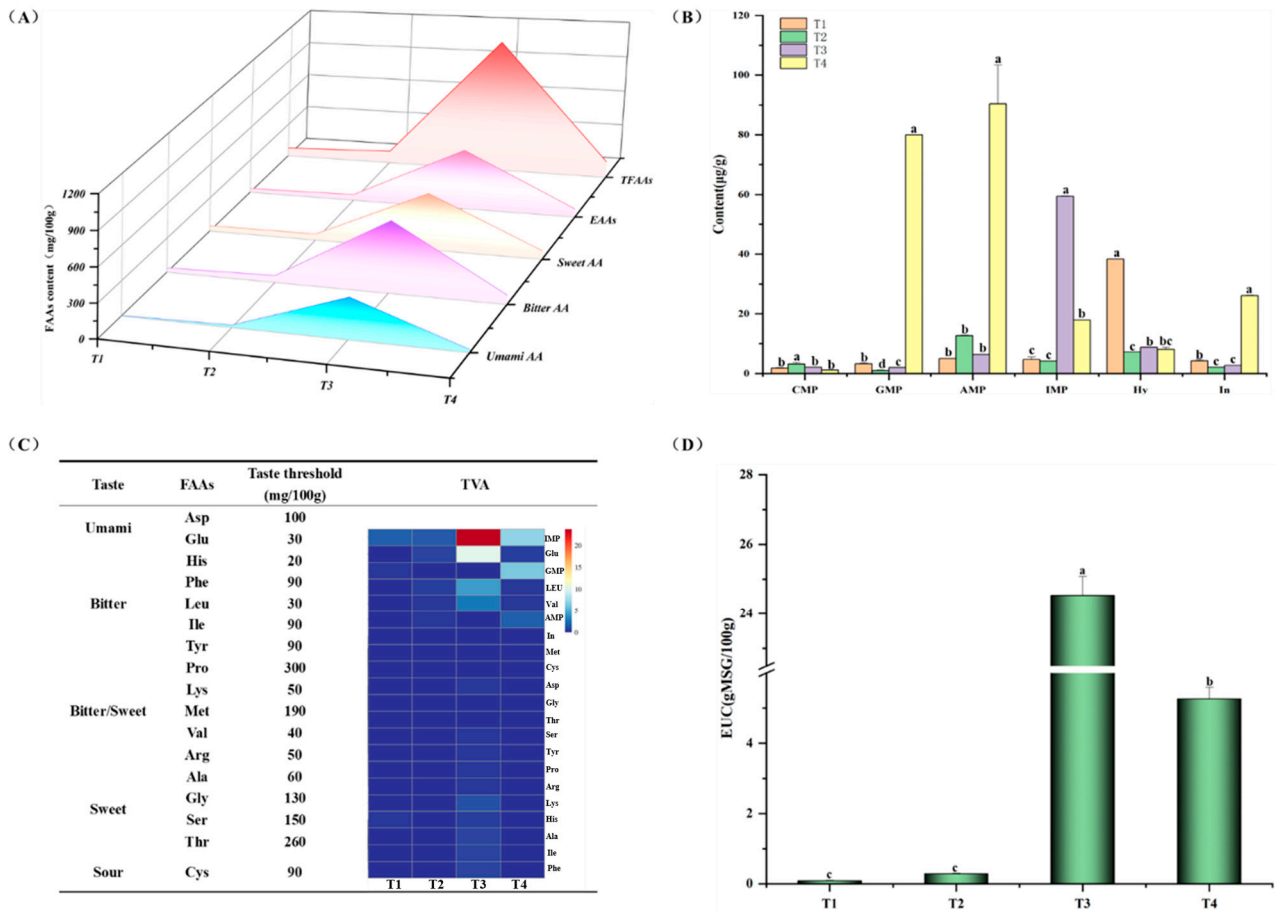 (A)
1200
900
600
300
0
FAAs content (mg/100g)
T1
T2
T3
T4
TFAAs
EAAs
Sweet AA
Bitter AA
Umami AA
(B)
T1
T2
T3
T4
120
100
80
60
40
20
0
Content(µg/g)
b a b b
b d c a
b b b a
c c a b
a c b bc
b c c a
CMP GMP AMP IMP Hy In
(C)
Taste FAAs Taste threshold (mg/100g) TVA
Umami
Asp 100
Glu 30
Bitter
His 20
Phe 90
Leu 30
Ile 90
Tyr 90
Bitter/Sweet
Pro 300
Lys 50
Met 190
Val 40
Arg 50
Sweet
Ala 60
Gly 130
Ser 150
Thr 260
Sour Cys 90
IMP
Glu
GMP
LEU
Val
AMP
In
Met
Cys
Asp
Gly
Thr
Ser
Tyr
Pro
Arg
Lys
His
Ala
Ile
Phe
20
15
10
5
0
T1 T2 T3 T4
(D)
28
26
24
4
2
0
EUC(gMSG/100g)
c c a b
T1 T2 T3 T4